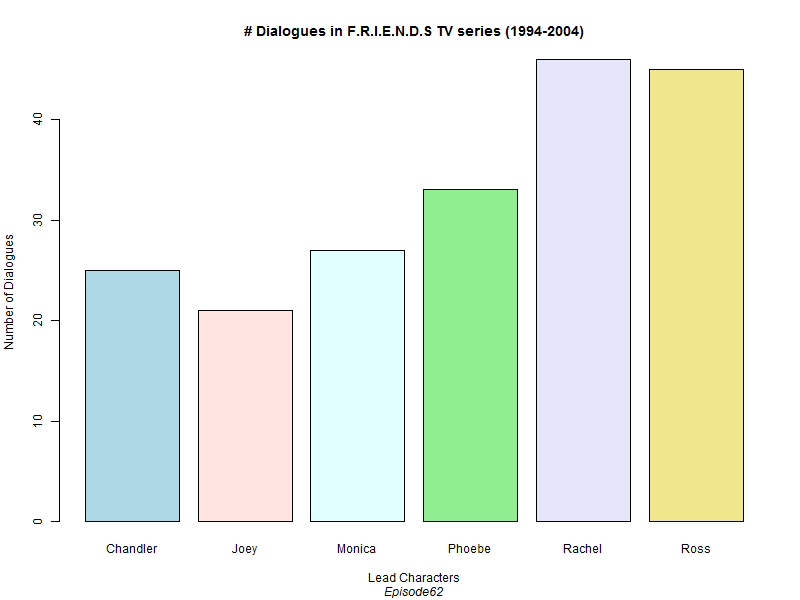 # Dialogues in F.R.I.E.N.D.S TV series (1994-2004)
Number of Dialogues
40
30
20
10
0
Chandler Joey Monica Phoebe Rachel Ross
Lead Characters
Episode62